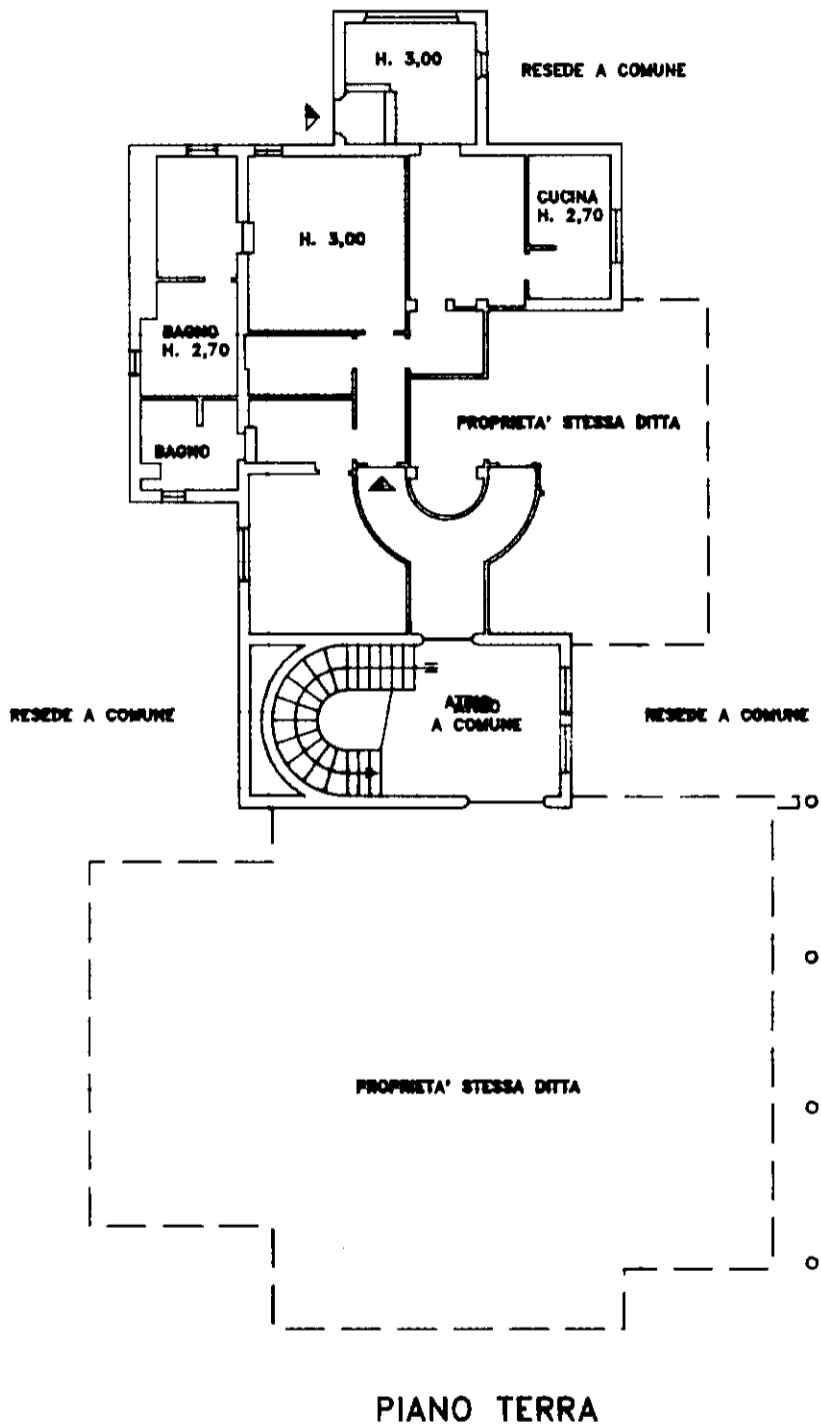 H. 3,00
RESEDE A COMUNE
CUCINA
H. 2,70
H. 3,00
BAGNO
H. 2,70
PROPRIETA' STESSA DITTA
BAGNO
RESEDE A COMUNE
A COMUNE
RESEDE A COMUNE
PROPRIETA' STESSA DITTA
PIANO TERRA